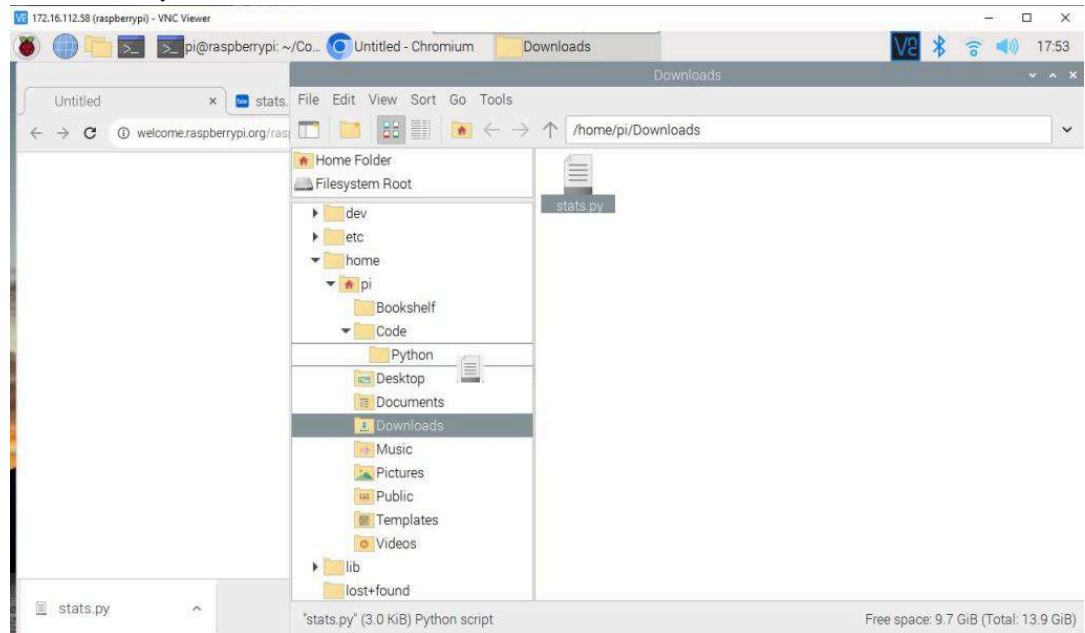 172.16.112.58 (raspberrypi) - VNC Viewer
pi@raspberrypi: ~/Co... Untitled - Chromium Downloads 17:53
Downloads
Untitled stats.
File Edit View Sort Go Tools
welcome.raspberrypi.org/ras
/home/pi/Downloads
Home Folder
Filesystem Root
stats.py
dev
etc
home
pi
Bookshelf
Code
Python
Desktop
Documents
Downloads
Music
Pictures
Public
Templates
Videos
lib
lost+found
stats.py
"stats.py" (3.0 KiB) Python script Free space: 9.7 GiB (Total: 13.9 GiB)